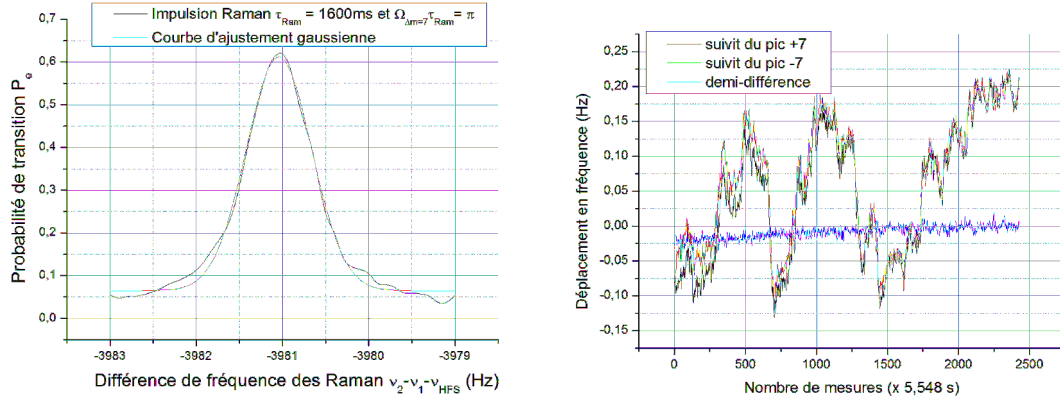 Impulsion Raman τRam = 1600ms et ΩΔm=7τRam = π
Courbe d'ajustement gaussienne
Probabilité de transition Pe
0,7
0,6
0,5
0,4
0,3
0,2
0,1
0,0
-3983 -3982 -3981 -3980 -3979
Différence de fréquence des Raman ν2-ν1-νHFS (Hz)
suivit du pic +7
suivit du pic -7
demi-différence
Déplacement en fréquence (Hz)
0,25
0,20
0,15
0,10
0,05
0,00
-0,05
-0,10
-0,15
0 500 1000 1500 2000 2500
Nombre de mesures (x 5,548 s)